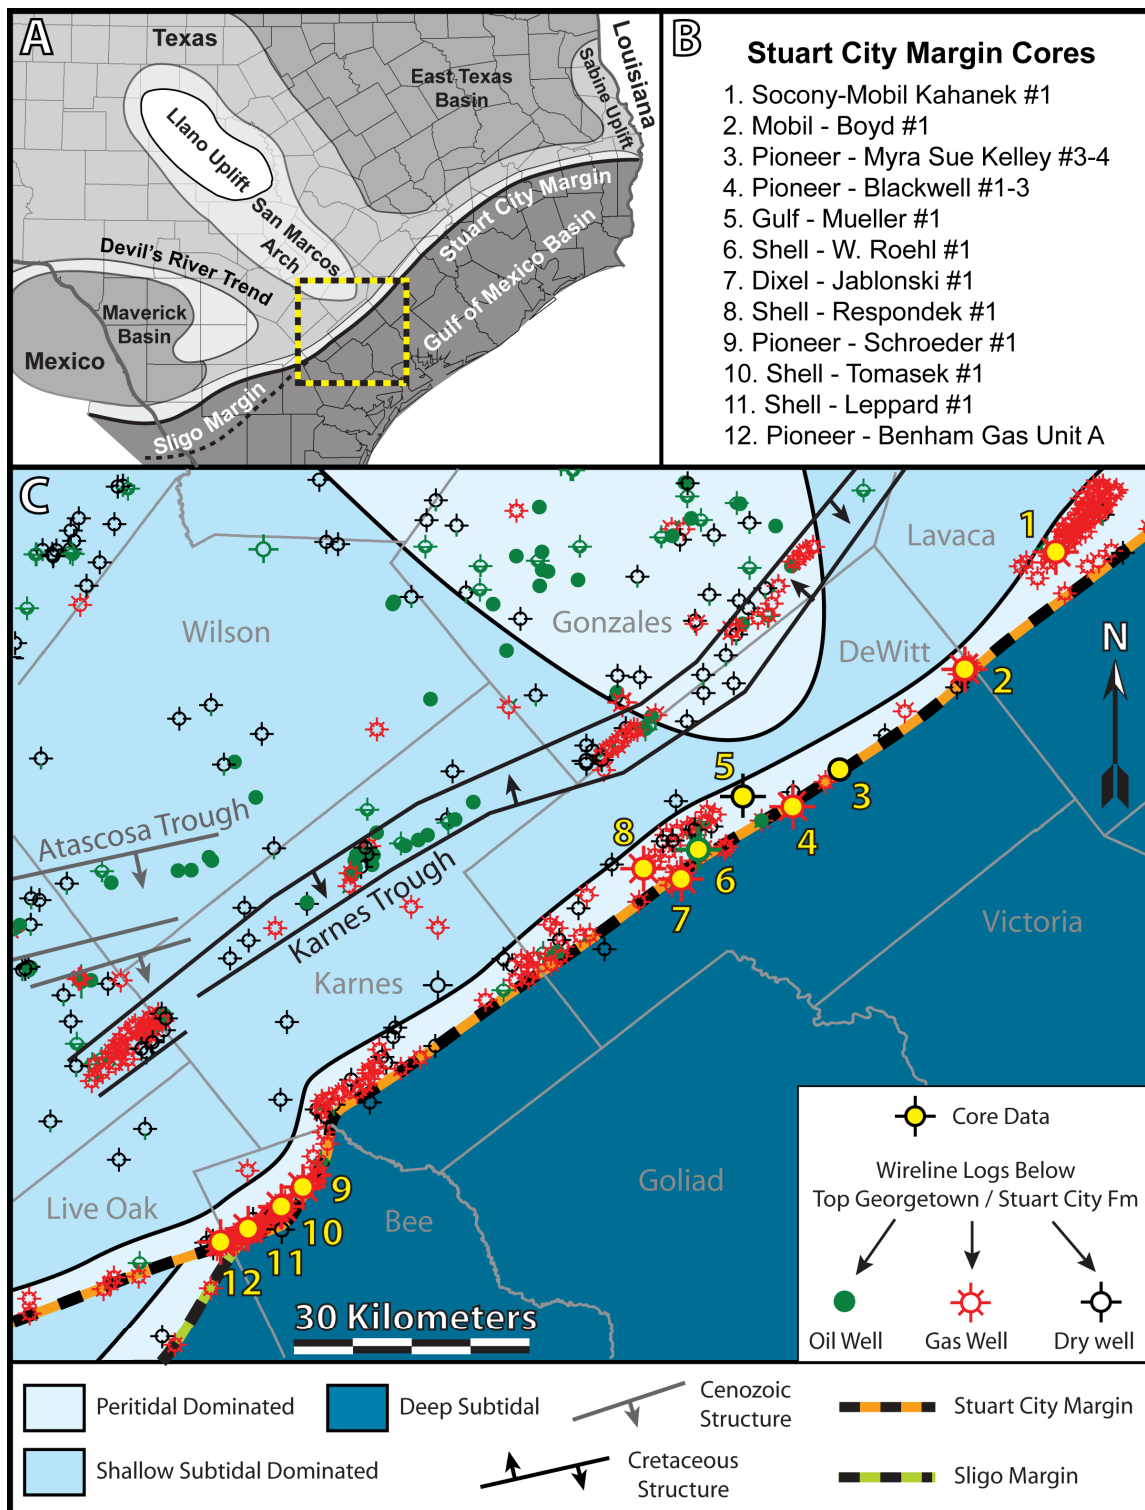 A
Texas
East Texas
Basin
Louisiana
Sabine Uplift
Llano Uplift
San Marcos
Arch
Stuart City Margin
Devil's River Trend
Gulf of Mexico Basin
Maverick
Basin
Mexico
Sligo Margin
B
Stuart City Margin Cores
1. Socony-Mobil Kahanek #1
2. Mobil - Boyd #1
3. Pioneer - Myra Sue Kelley #3-4
4. Pioneer - Blackwell #1-3
5. Gulf - Mueller #1
6. Shell - W. Roehl #1
7. Dixel - Jablonski #1
8. Shell - Respondek #1
9. Pioneer - Schroeder #1
10. Shell - Tomasek #1
11. Shell - Leppard #1
12. Pioneer - Benham Gas Unit A
C
Lavaca
1
Wilson
Gonzales
DeWitt
N
2
5
3
Atascosa Trough
4
8
6
Karnes Trough
7
Victoria
Karnes
Goliad
9
Live Oak
Bee
10
11
12
30 Kilometers
Core Data
Wireline Logs Below
Top Georgetown / Stuart City Fm
Oil Well
Gas Well
Dry well
Peritidal Dominated
Deep Subtidal
Cenozoic
Structure
Stuart City Margin
Shallow Subtidal Dominated
Cretaceous
Structure
Sligo Margin